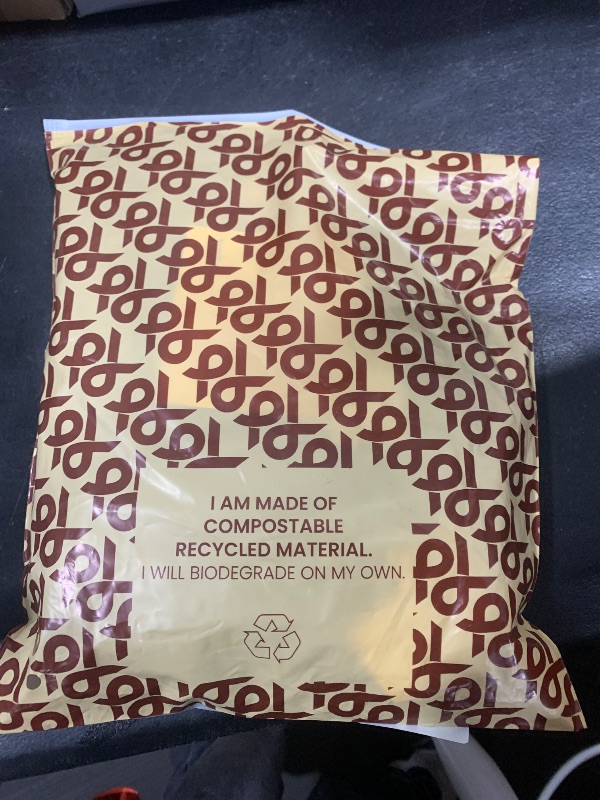 I AM MADE OF
COMPOSTABLE
RECYCLED MATERIAL.
I WILL BIODEGRADE ON MY OWN.